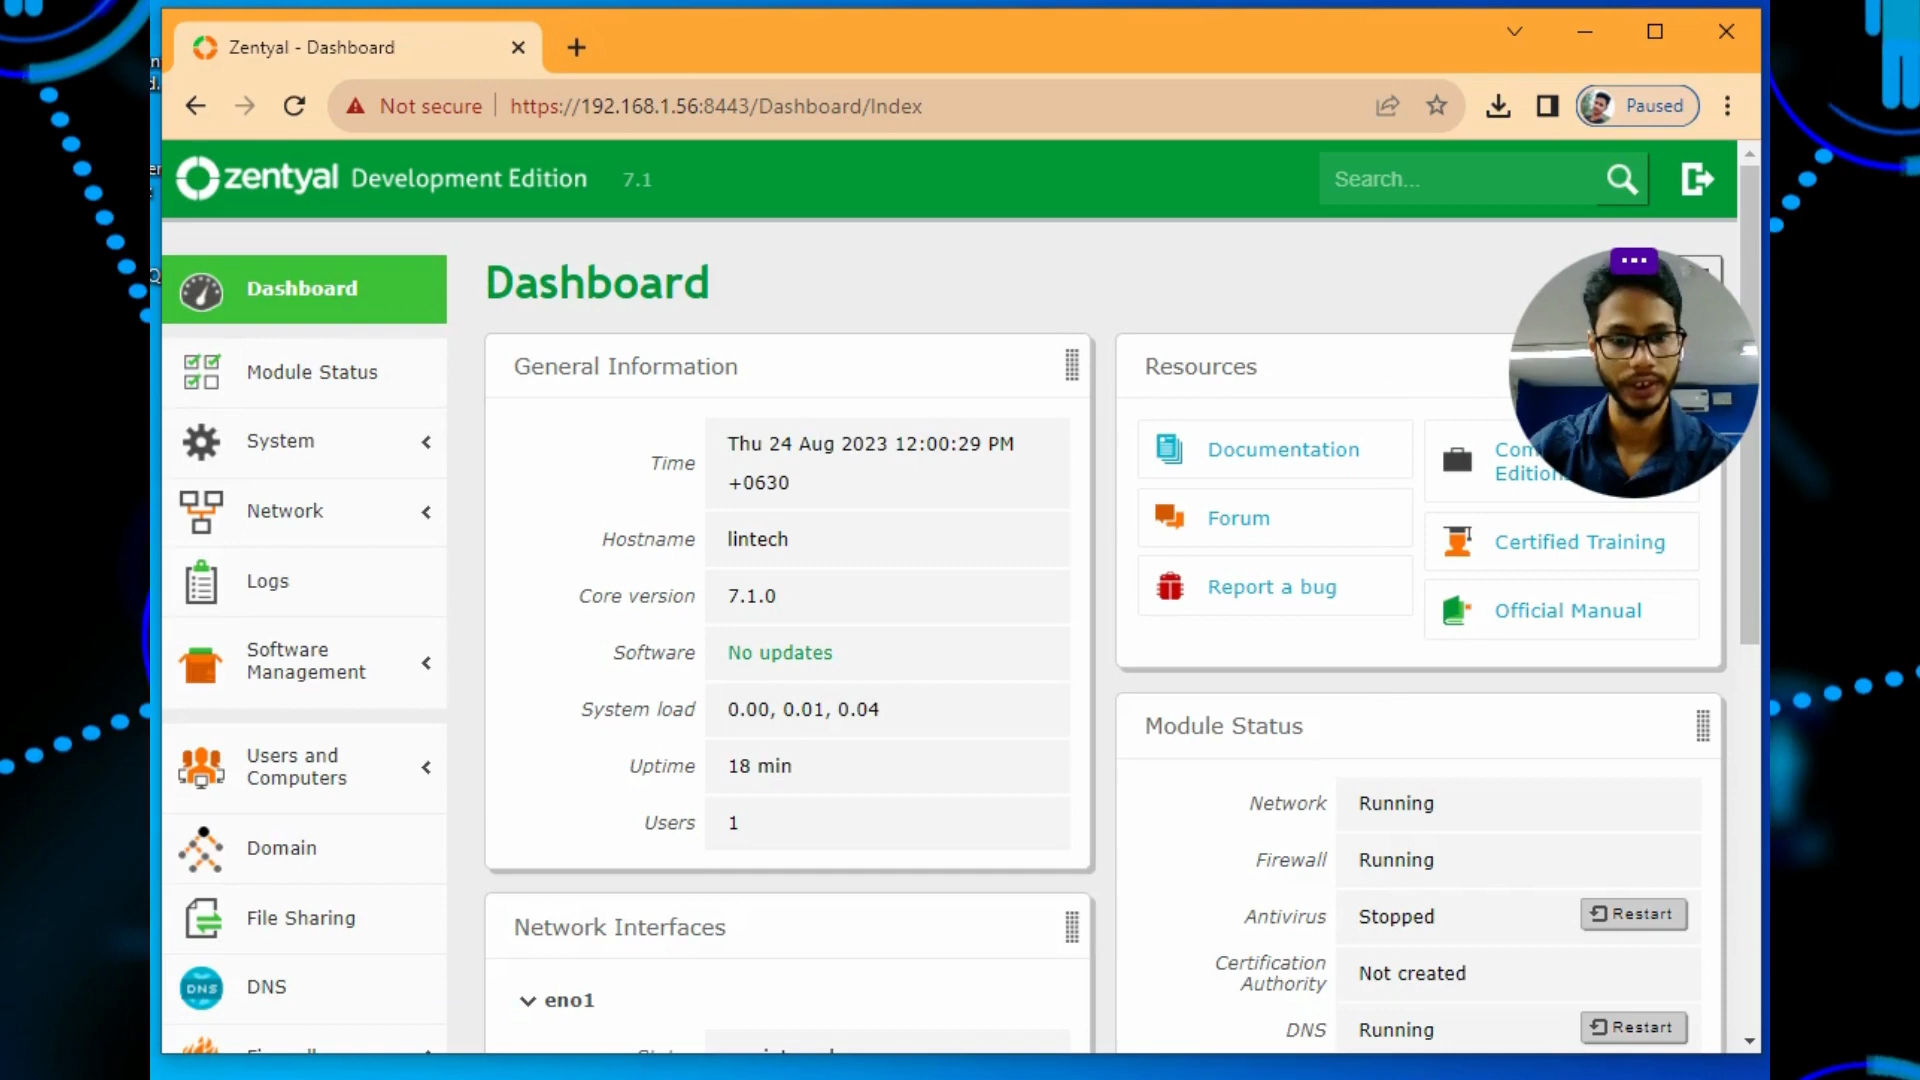 Zentyal - Dashboard
Not secure
https://192.168.1.56:8443/Dashboard/Index
Paused
zentyal Development Edition 7.1
Search...
Dashboard
Module Status
System
Network
Logs
Software
Management
Users and
Computers
Domain
File Sharing
DNS
DNS
Dashboard
General Information
Time
Thu 24 Aug 2023 12:00:29 PM
+0630
Hostname
lintech
Core version
7.1.0
Software
No updates
System load
0.00, 0.01, 0.04
Uptime
18 min
Users
1
Network Interfaces
eno1
Resources
Documentation
Forum
Report a bug
Edition
Certified Training
Official Manual
Module Status
Network
Running
Firewall
Running
Antivirus
Stopped
Restart
Certification
Authority
Not created
DNS
Running
Restart